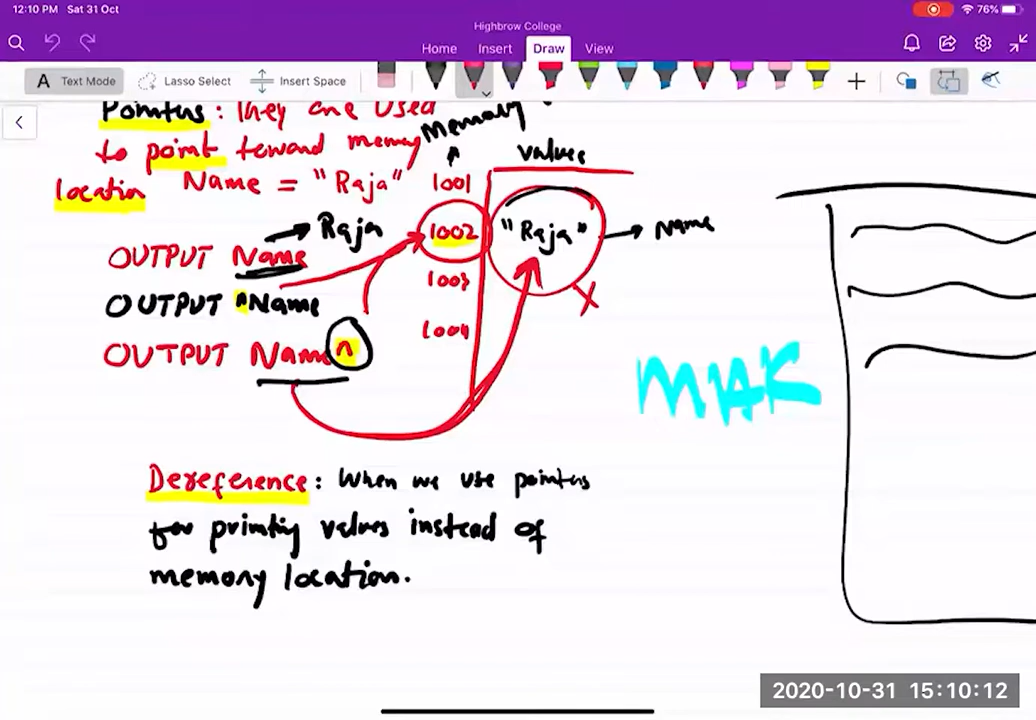 12:10 PM Sat 31 Oct
76%
Highbrow College
Home Insert Draw View
A Text Mode Lasso Select Insert Space
Pointers : They are Used
to point toward memory
location Name = "Raja"
Memory
values
1001
1002 "Raja" → Name
1003
1004
→ Raja
OUTPUT Name
OUTPUT ^Name
OUTPUT Name^
X
MAK
Dereference : When we use pointers
for printing values instead of
memory location.
2020-10-31 15:10:12